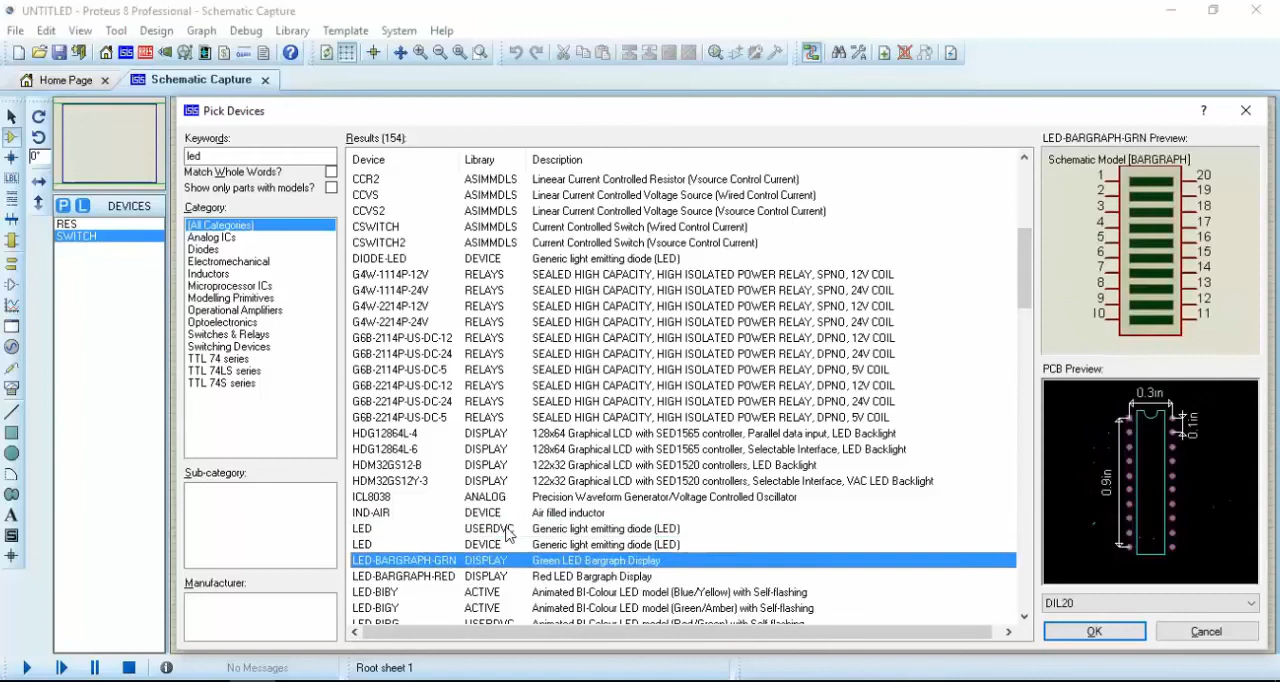 UNTITLED - Proteus 8 Professional - Schematic Capture
File Edit View Tool Design Graph Debug Library Template System Help
Home Page Schematic Capture
Pick Devices
Keywords:
led
Match Whole Words?
Show only parts with models?
Category:
(All Categories)
Analog ICs
Diodes
Electromechanical
Inductors
Microprocessor ICs
Modelling Primitives
Operational Amplifiers
Optoelectronics
Switches & Relays
Switching Devices
TTL 74 series
TTL 74LS series
TTL 74S series
Sub-category:
Manufacturer:
0°
LBL
P L DEVICES
RES
SWITCH
Results (154):
Device Library Description
CCR2 ASIMMDLS Lineear Current Controlled Resistor (Vsource Control Current)
CCVS ASIMMDLS Linear Current Controlled Voltage Source (Wired Control Current)
CCVS2 ASIMMDLS Linear Current Controlled Voltage Source (Vsource Control Current)
CSWITCH ASIMMDLS Current Controlled Switch (Wired Control Current)
CSWITCH2 ASIMMDLS Current Controlled Switch (Vsource Control Current)
DIODE-LED DEVICE Generic light emitting diode (LED)
G4W-1114P-12V RELAYS SEALED HIGH CAPACITY, HIGH ISOLATED POWER RELAY, SPNO, 12V COIL
G4W-1114P-24V RELAYS SEALED HIGH CAPACITY, HIGH ISOLATED POWER RELAY, SPNO, 24V COIL
G4W-2214P-12V RELAYS SEALED HIGH CAPACITY, HIGH ISOLATED POWER RELAY, DPNO, 12V COIL
G4W-2214P-24V RELAYS SEALED HIGH CAPACITY, HIGH ISOLATED POWER RELAY, DPNO, 24V COIL
G6B-2114P-US-DC-12 RELAYS SEALED HIGH CAPACITY, HIGH ISOLATED POWER RELAY, DPNO, 12V COIL
G6B-2114P-US-DC-24 RELAYS SEALED HIGH CAPACITY, HIGH ISOLATED POWER RELAY, DPNO, 24V COIL
G6B-2114P-US-DC-5 RELAYS SEALED HIGH CAPACITY, HIGH ISOLATED POWER RELAY, DPNO, 5V COIL
G6B-2214P-US-DC-12 RELAYS SEALED HIGH CAPACITY, HIGH ISOLATED POWER RELAY, DPNO, 12V COIL
G6B-2214P-US-DC-24 RELAYS SEALED HIGH CAPACITY, HIGH ISOLATED POWER RELAY, DPNO, 24V COIL
G6B-2214P-US-DC-5 RELAYS SEALED HIGH CAPACITY, HIGH ISOLATED POWER RELAY, DPNO, 5V COIL
HDG12864L-4 DISPLAY 128x64 Graphical LCD with SED1565 controller, Parallel data input, LED Backlight
HDG12864L-6 DISPLAY 128x64 Graphical LCD with SED1565 controller, Selectable Interface, LED Backlight
HDM32GS12-B DISPLAY 122x32 Graphical LCD with SED1520 controllers, LED Backlight
HDM32GS12Y-3 DISPLAY 122x32 Graphical LCD with SED1520 controllers, Selectable Interface, VAC LED Backlight
ICL8038 ANALOG Precision Waveform Generator/Voltage Controlled Oscillator
IND-AIR DEVICE Air filled inductor
LED USERDVC Generic light emitting diode (LED)
LED DEVICE Generic light emitting diode (LED)
LED-BARGRAPH-GRN DISPLAY Green LED Bargraph Display
LED-BARGRAPH-RED DISPLAY Red LED Bargraph Display
LED-BIBY ACTIVE Animated BI-Colour LED model (Blue/Yellow) with Self-flashing
LED-BIGY ACTIVE Animated BI-Colour LED model (Green/Amber) with Self-flashing
LED-BIRG USERDVC Animated BI-Colour LED model (Red/Green) with Self-flashing
LED-BARGRAPH-GRN Preview:
Schematic Model [BARGRAPH]
1 20
2 19
3 18
4 17
5 16
6 15
7 14
8 13
9 12
10 11
PCB Preview:
0.3in
0.1in
0.9in
DIL20
OK Cancel
No Messages Root sheet 1